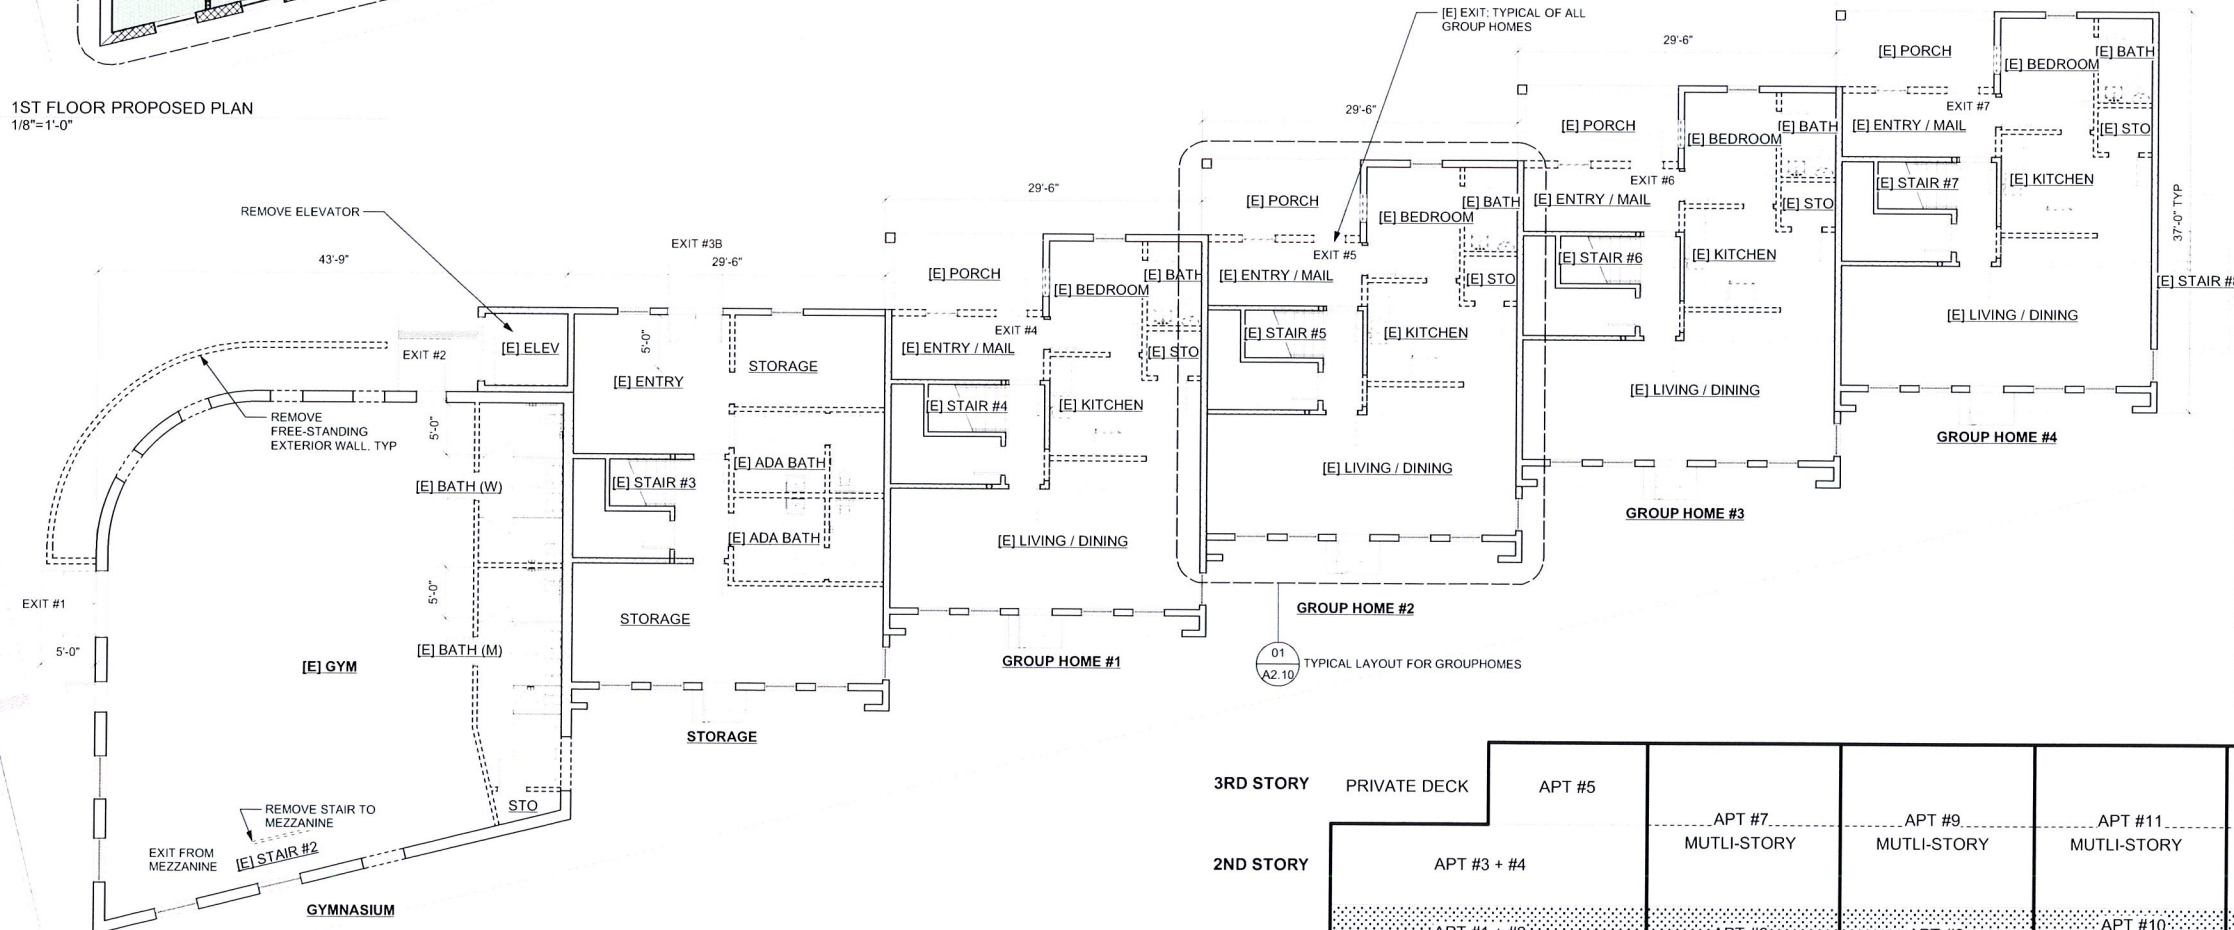 1ST FLOOR PROPOSED PLAN
1/8"=1'-0"
[E] EXIT: TYPICAL OF ALL
GROUP HOMES
REMOVE ELEVATOR
43'-9"
EXIT #3B
29'-6"
29'-6"
29'-6"
29'-6"
37'-0" TYP
EXIT #2
[E] ELEV
REMOVE
FREE-STANDING
EXTERIOR WALL. TYP
5'-0"
[E] BATH (W)
5'-0"
[E] BATH (M)
EXIT #1
5'-0"
[E] GYM
STO
REMOVE STAIR TO
MEZZANINE
EXIT FROM
MEZZANINE
[E] STAIR #2
GYMNASIUM
5'-0"
[E] ENTRY
STORAGE
[E] ADA BATH
[E] STAIR #3
[E] ADA BATH
STORAGE
STORAGE
[E] PORCH
[E] BEDROOM
[E] BATH
EXIT #4
[E] ENTRY / MAIL
[E] STO
[E] STAIR #4
[E] KITCHEN
[E] LIVING / DINING
GROUP HOME #1
[E] PORCH
[E] BEDROOM
[E] BATH
EXIT #5
[E] ENTRY / MAIL
[E] STO
[E] STAIR #5
[E] KITCHEN
[E] LIVING / DINING
GROUP HOME #2
01
A2.10
TYPICAL LAYOUT FOR GROUPHOMES
[E] PORCH
[E] BEDROOM
[E] BATH
EXIT #6
[E] ENTRY / MAIL
[E] STO
[E] STAIR #6
[E] KITCHEN
[E] LIVING / DINING
GROUP HOME #3
[E] PORCH
[E] BEDROOM
[E] BATH
EXIT #7
[E] ENTRY / MAIL
[E] STO
[E] STAIR #7
[E] KITCHEN
[E] LIVING / DINING
[E] STAIR
GROUP HOME #4
3RD STORY
PRIVATE DECK
APT #5
APT #7
MUTLI-STORY
APT #9
MUTLI-STORY
APT #11
MUTLI-STORY
2ND STORY
APT #3 + #4
APT #10